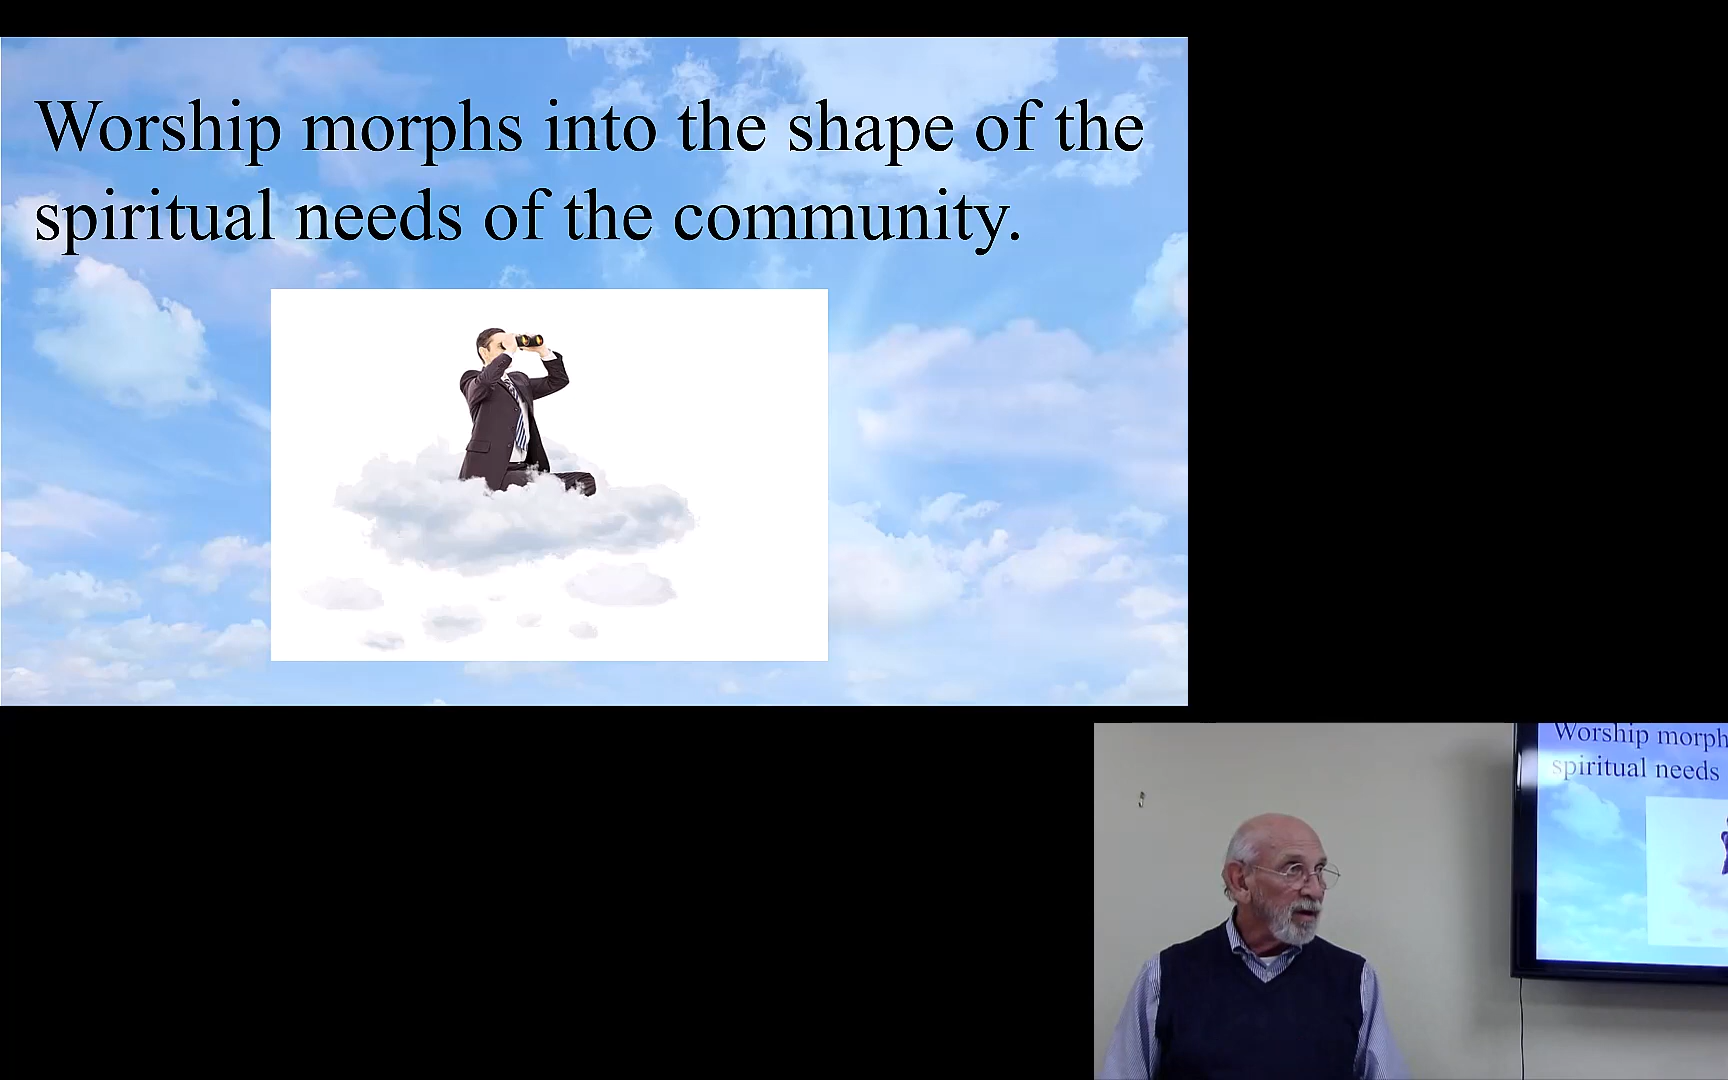 Worship morphs into the shape of the
spiritual needs of the community.
Worship morph
spiritual needs